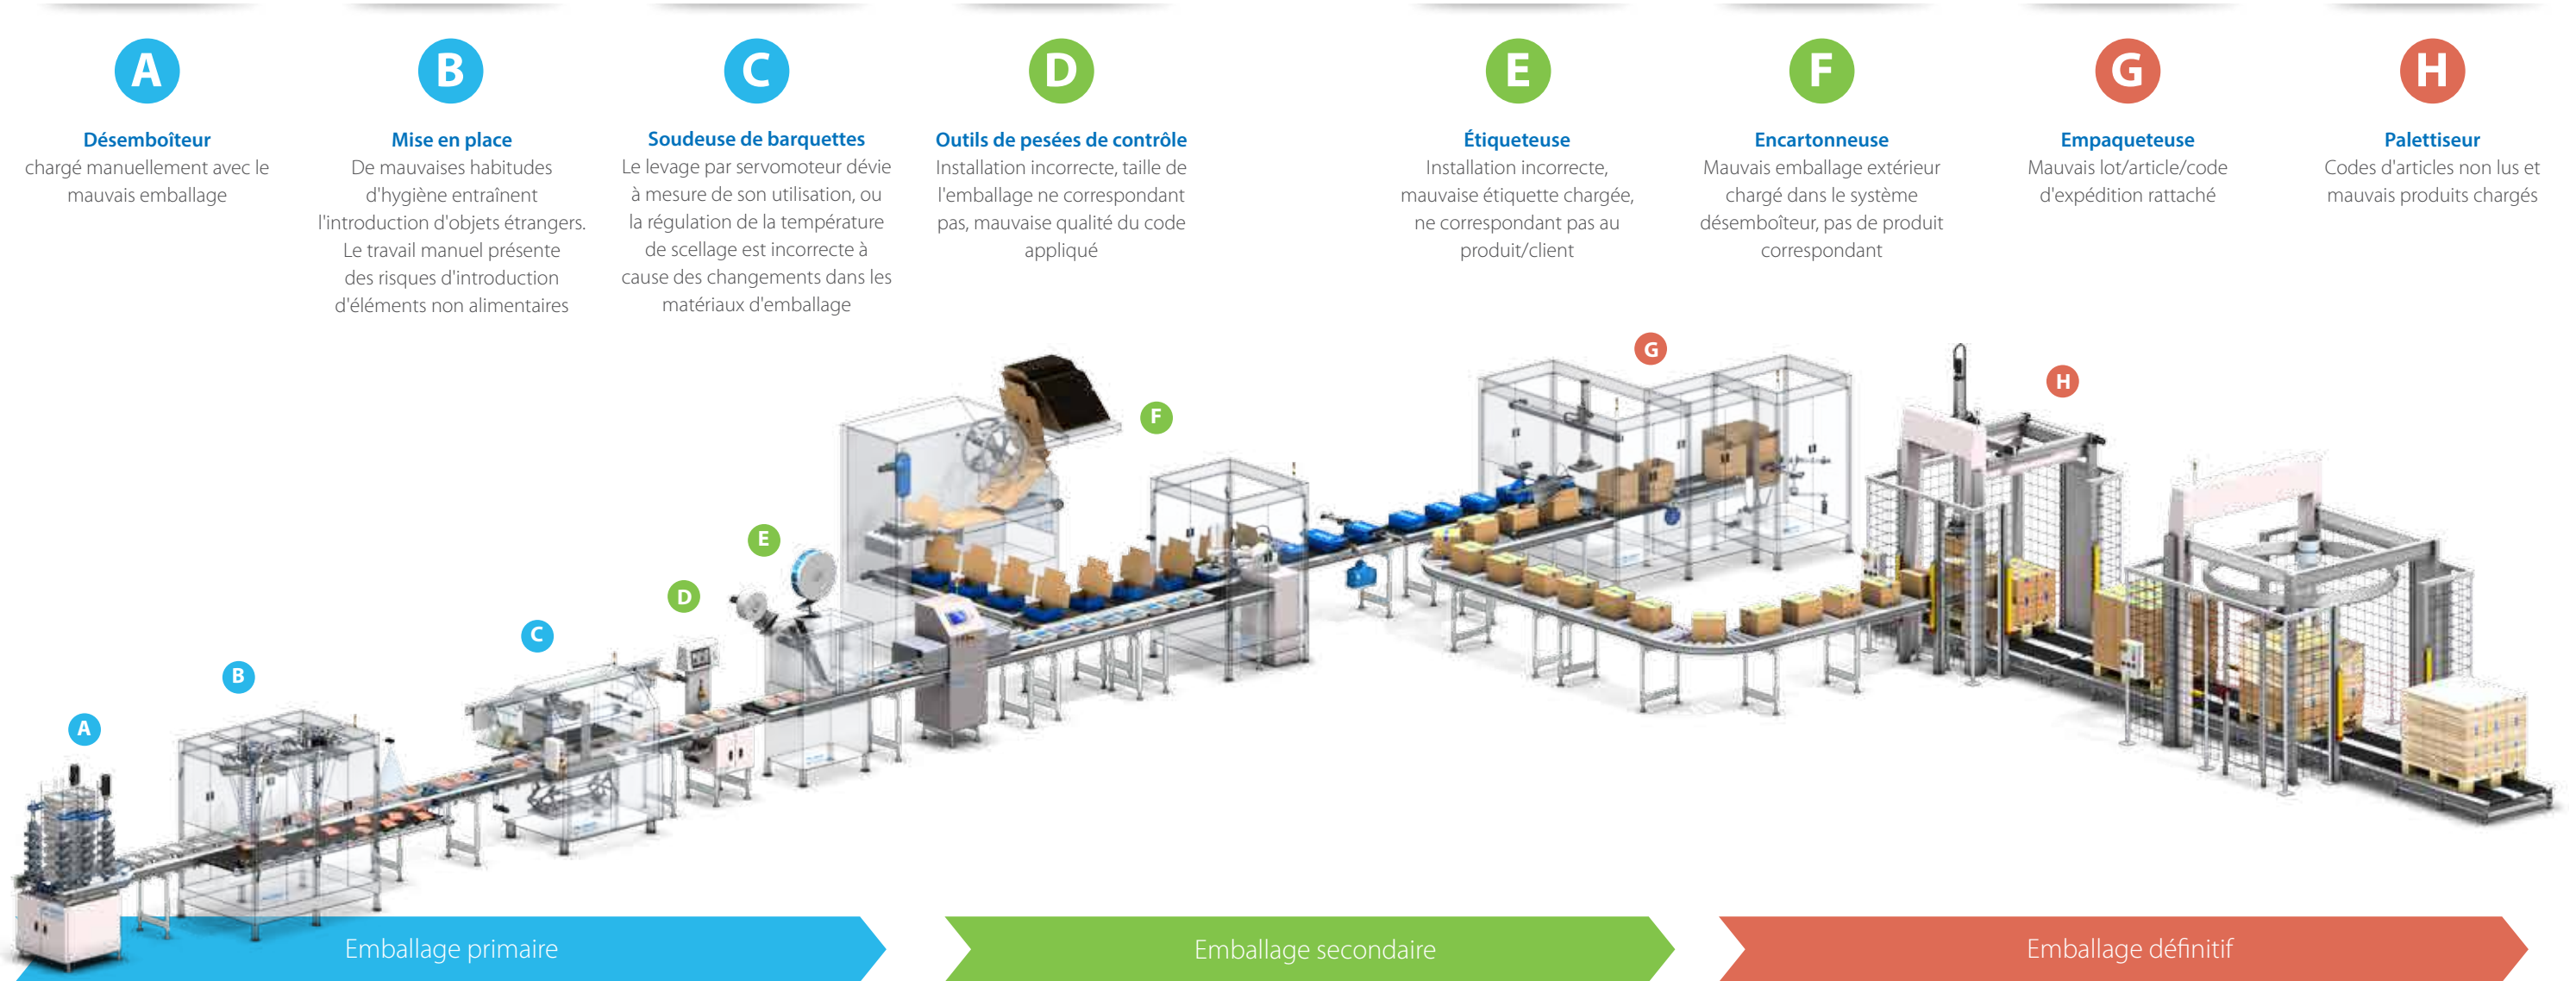 A
Désemboîteur
chargé manuellement avec le
mauvais emballage
B
Mise en place
De mauvaises habitudes
d'hygiène entraînent
l'introduction d'objets étrangers.
Le travail manuel présente
des risques d'introduction
d'éléments non alimentaires
C
Soudeuse de barquettes
Le levage par servomoteur dévie
à mesure de son utilisation, ou
la régulation de la température
de scellage est incorrecte à
cause des changements dans les
matériaux d'emballage
D
Outils de pesées de contrôle
Installation incorrecte, taille de
l'emballage ne correspondant
pas, mauvaise qualité du code
appliqué
E
Étiqueteuse
Installation incorrecte,
mauvaise étiquette chargée,
ne correspondant pas au
produit/client
F
Encartonneuse
Mauvais emballage extérieur
chargé dans le système
désemboîteur, pas de produit
correspondant
G
Empaqueteuse
Mauvais lot/article/code
d'expédition rattaché
H
Palettiseur
Codes d'articles non lus et
mauvais produits chargés
A
B
C
D
E
F
G
H
Emballage primaire
Emballage secondaire
Emballage définitif